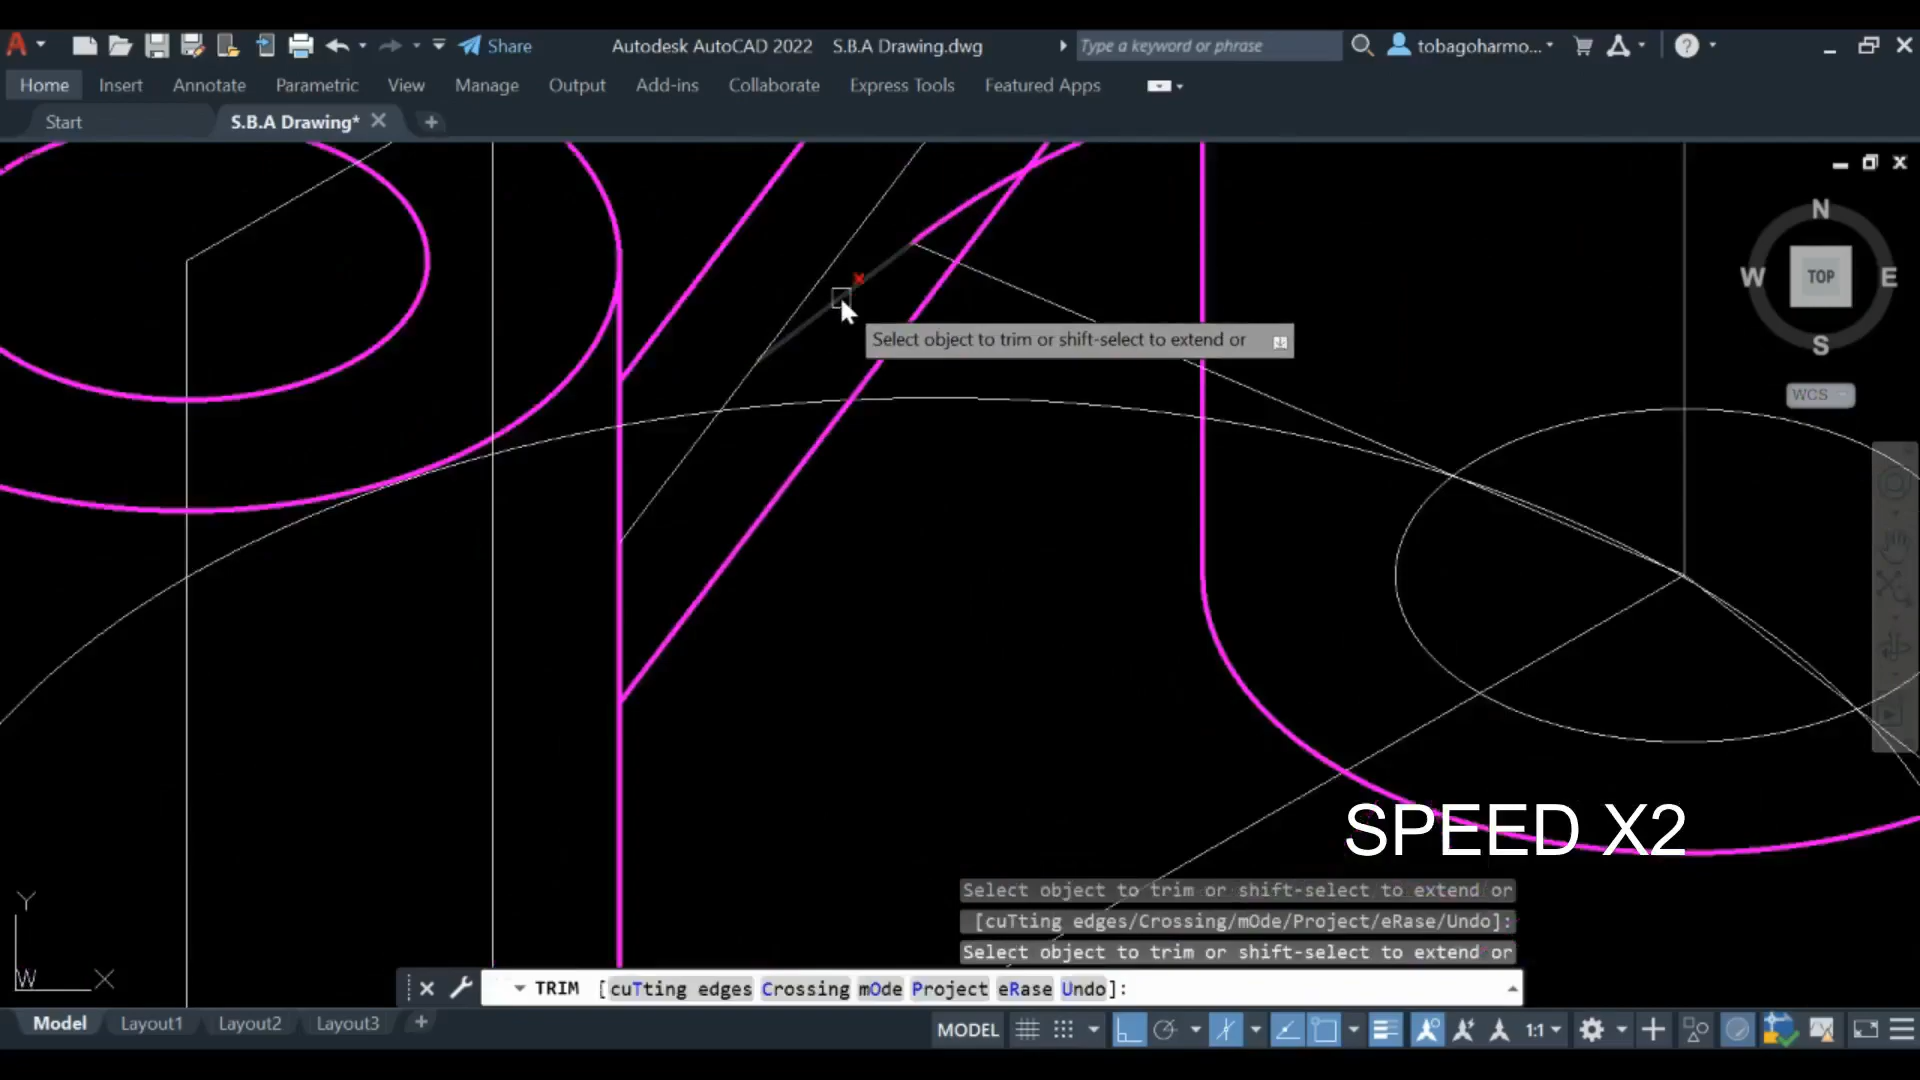 Share
Autodesk AutoCAD 2022 S.B.A Drawing.dwg
Type a keyword or phrase
tobagoharmo...
Home Insert Annotate Parametric View Manage Output Add-ins Collaborate Express Tools Featured Apps
Start S.B.A Drawing*
N
W TOP E
S
WCS
Select object to trim or shift-select to extend or
SPEED X2
Select object to trim or shift-select to extend or
[cuTting edges/Crossing/mOde/Project/eRase/Undo]:
Select object to trim or shift-select to extend or
TRIM [cuTting edges Crossing mOde Project eRase Undo]:
Y
W X
Model Layout1 Layout2 Layout3
MODEL 1:1